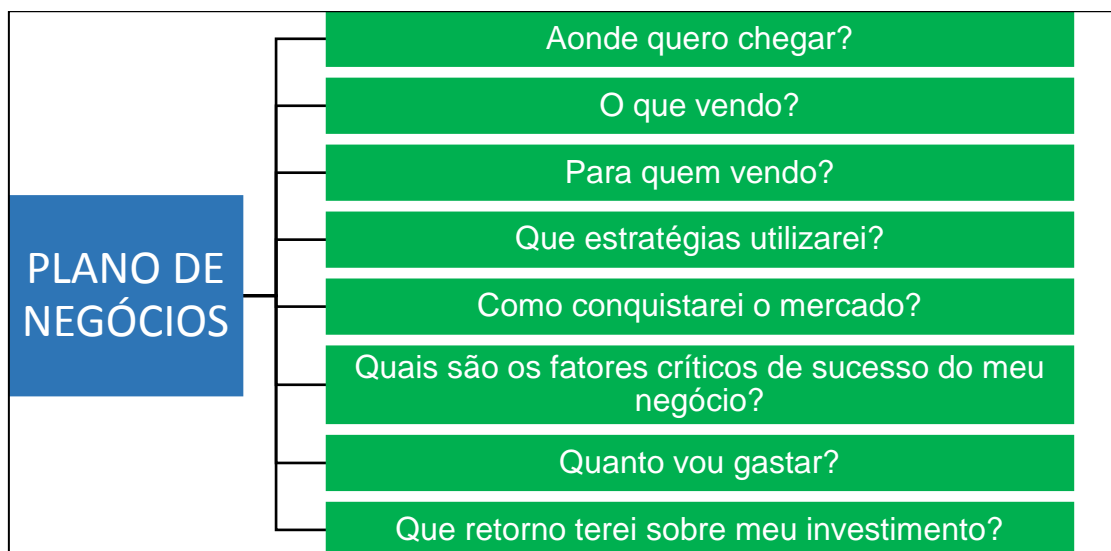 Aonde quero chegar?
O que vendo?
Para quem vendo?
Que estratégias utilizarei?
PLANO DE
NEGÓCIOS
Como conquistarei o mercado?
Quais são os fatores críticos de sucesso do meu
negócio?
Quanto vou gastar?
Que retorno terei sobre meu investimento?